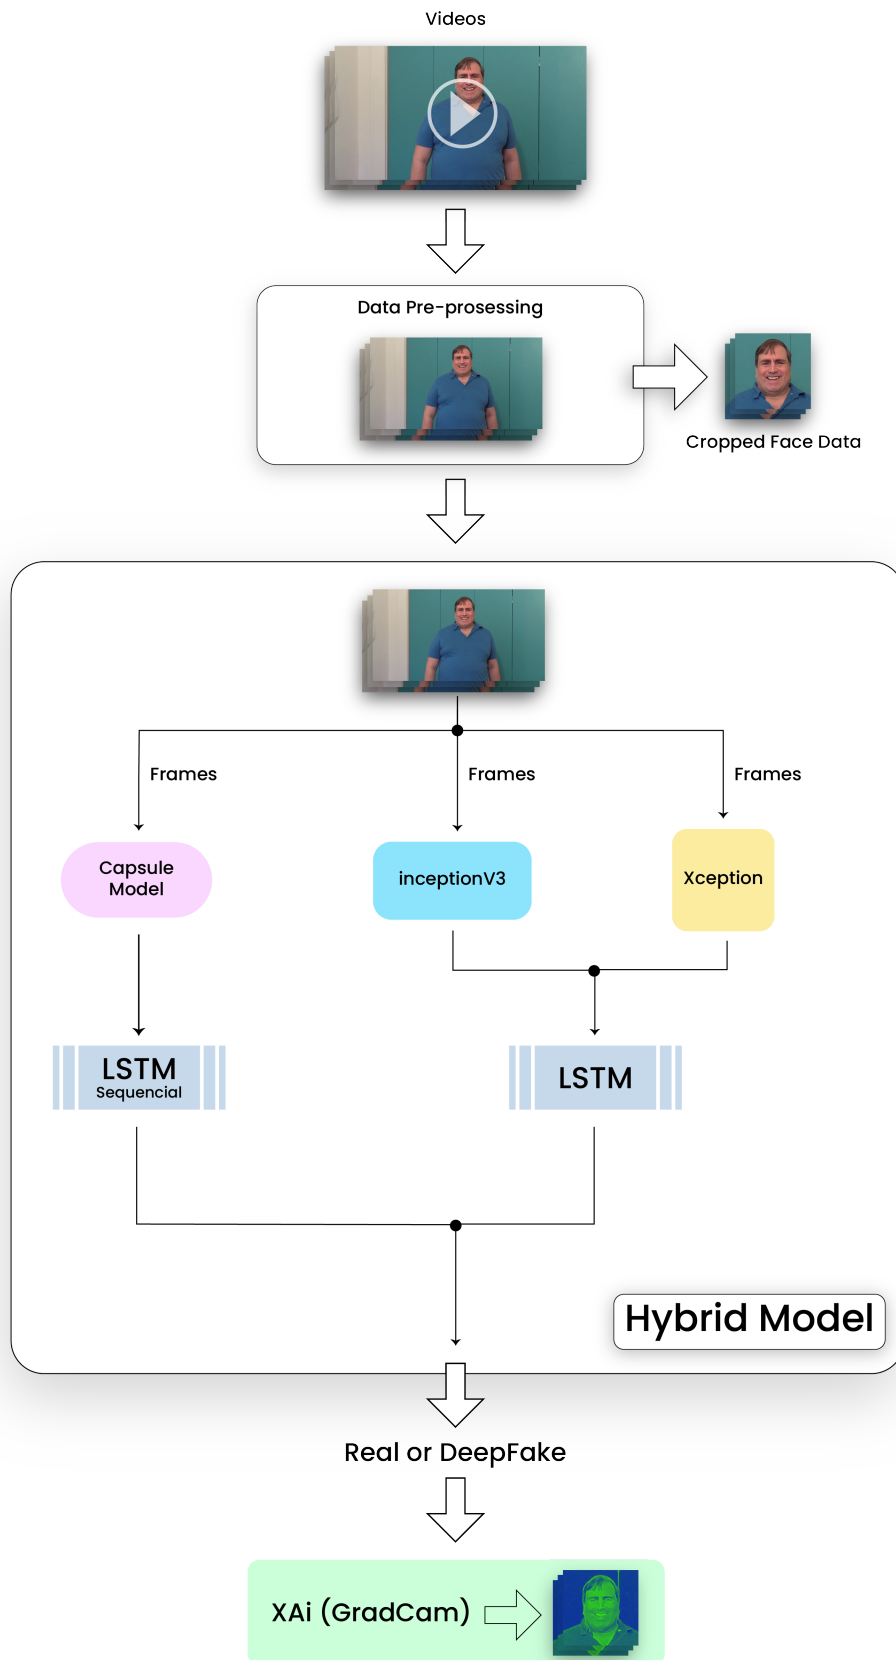 Videos
Data Pre-prosessing
Cropped Face Data
Frames
Frames
Frames
Capsule
Model
inceptionV3
Xception
LSTM
Sequencial
LSTM
Hybrid Model
Real or DeepFake
XAi (GradCam)